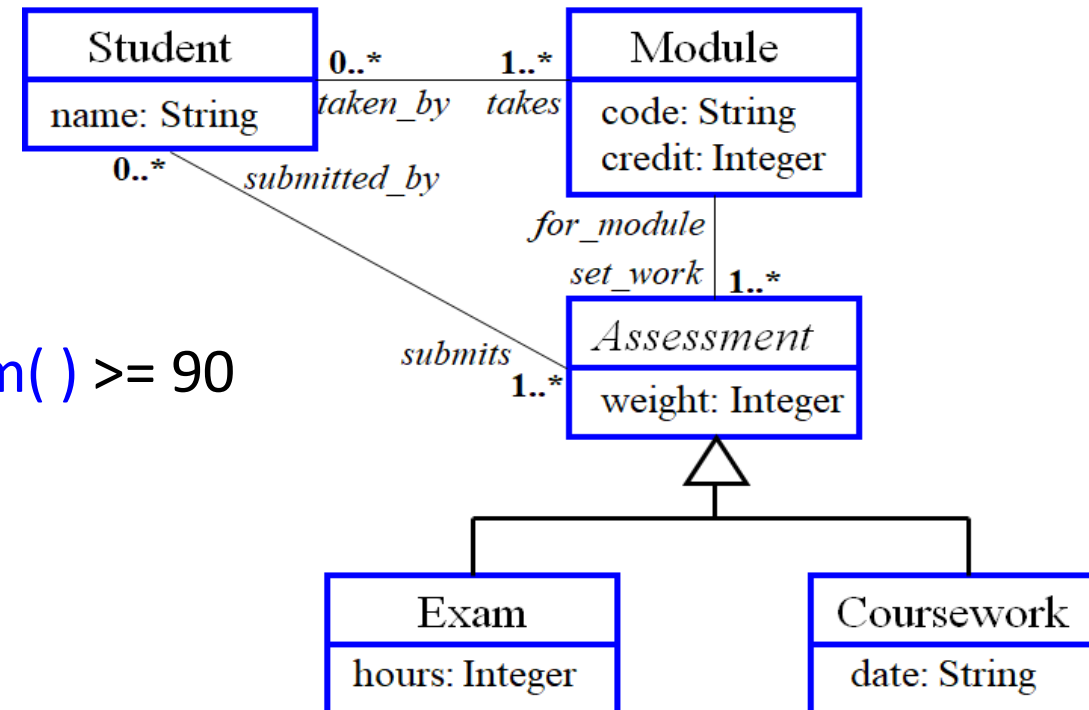 Student
name: String
0..*
1..*
taken_by
takes
Module
code: String
credit: Integer
0..*
submitted_by
for_module
set_work
1..*
m( ) >= 90
submits
1..*
Assessment
weight: Integer
Exam
hours: Integer
Coursework
date: String